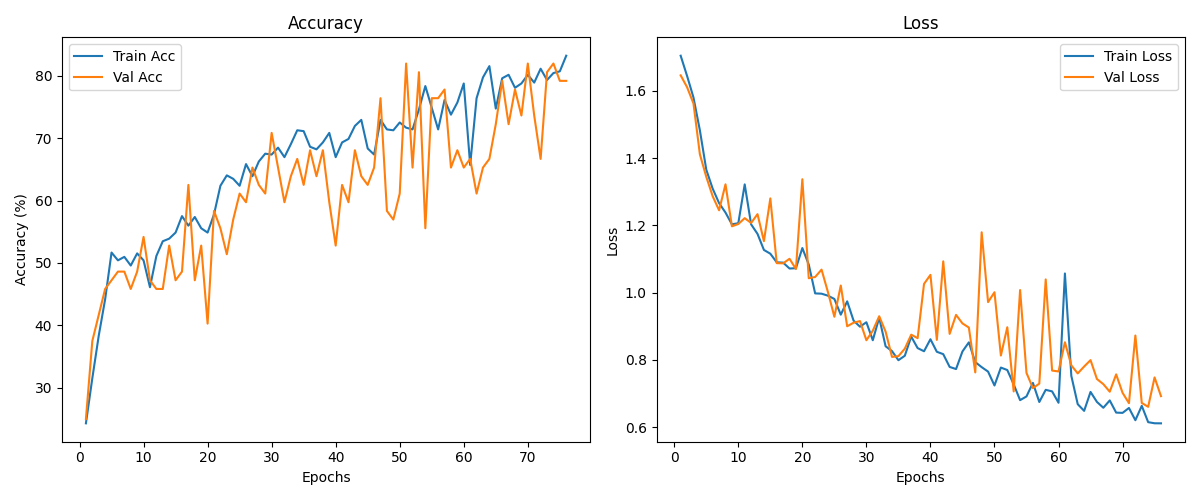 Accuracy
Train Acc
Val Acc
Accuracy (%)
80
70
60
50
40
30
0 10 20 30 40 50 60 70
Epochs
Loss
Train Loss
Val Loss
Loss
1.6
1.4
1.2
1.0
0.8
0.6
0 10 20 30 40 50 60 70
Epochs